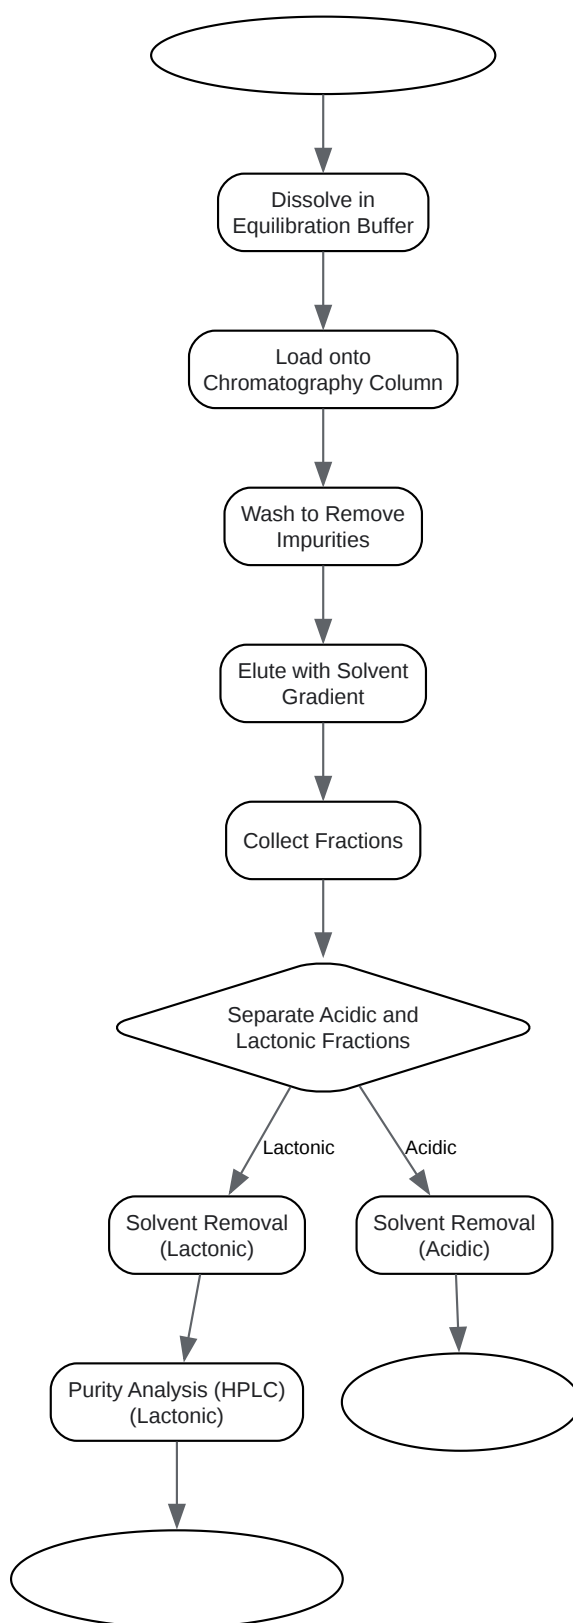 Dissolve in
Equilibration Buffer
Load onto
Chromatography Column
Wash to Remove
Impurities
Elute with Solvent
Gradient
Collect Fractions
Separate Acidic and
Lactonic Fractions
Lactonic
Acidic
Solvent Removal
(Lactonic)
Solvent Removal
(Acidic)
Purity Analysis (HPLC)
(Lactonic)